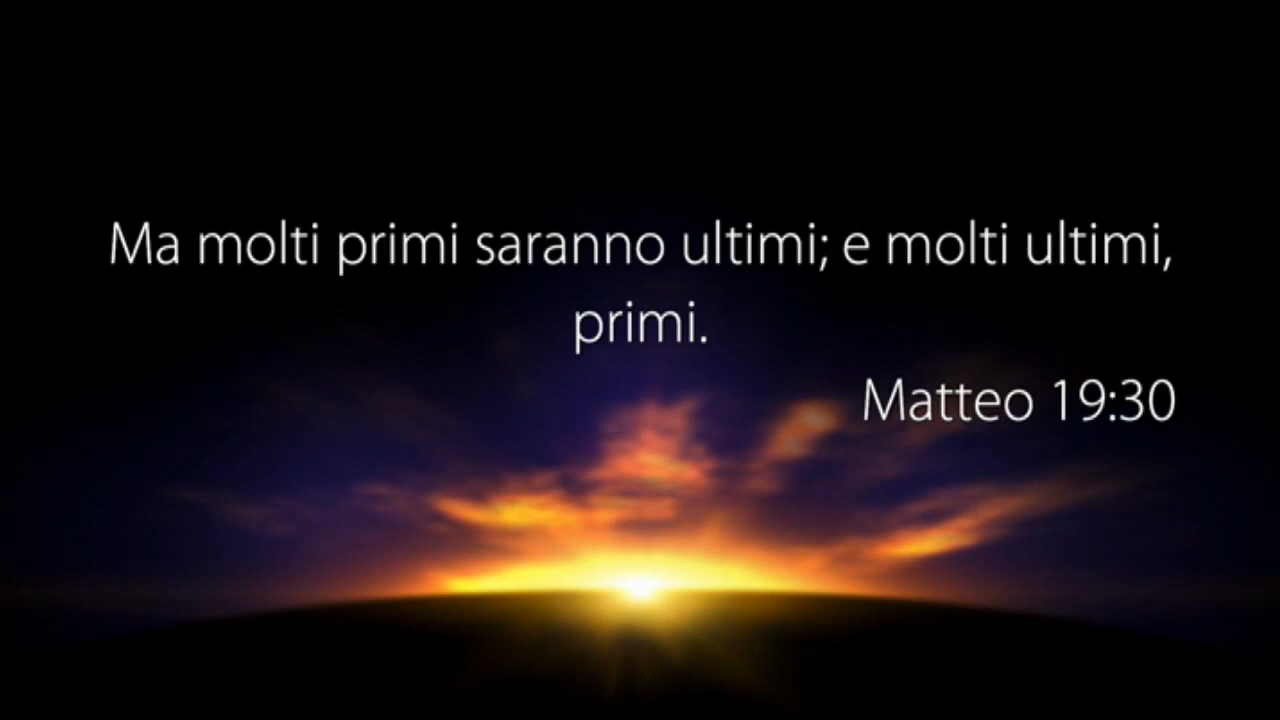 Ma molti primi saranno ultimi; e molti ultimi,
primi.
Matteo 19:30